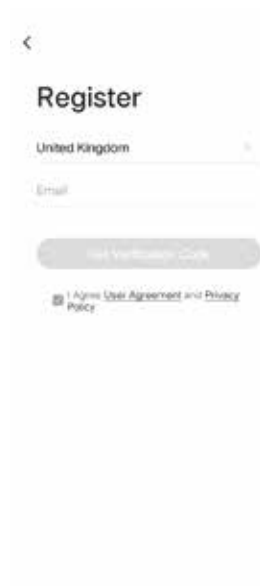 Register
United Kingdom
Email
Get Verification Code
I Agree User Agreement and Privacy
Policy